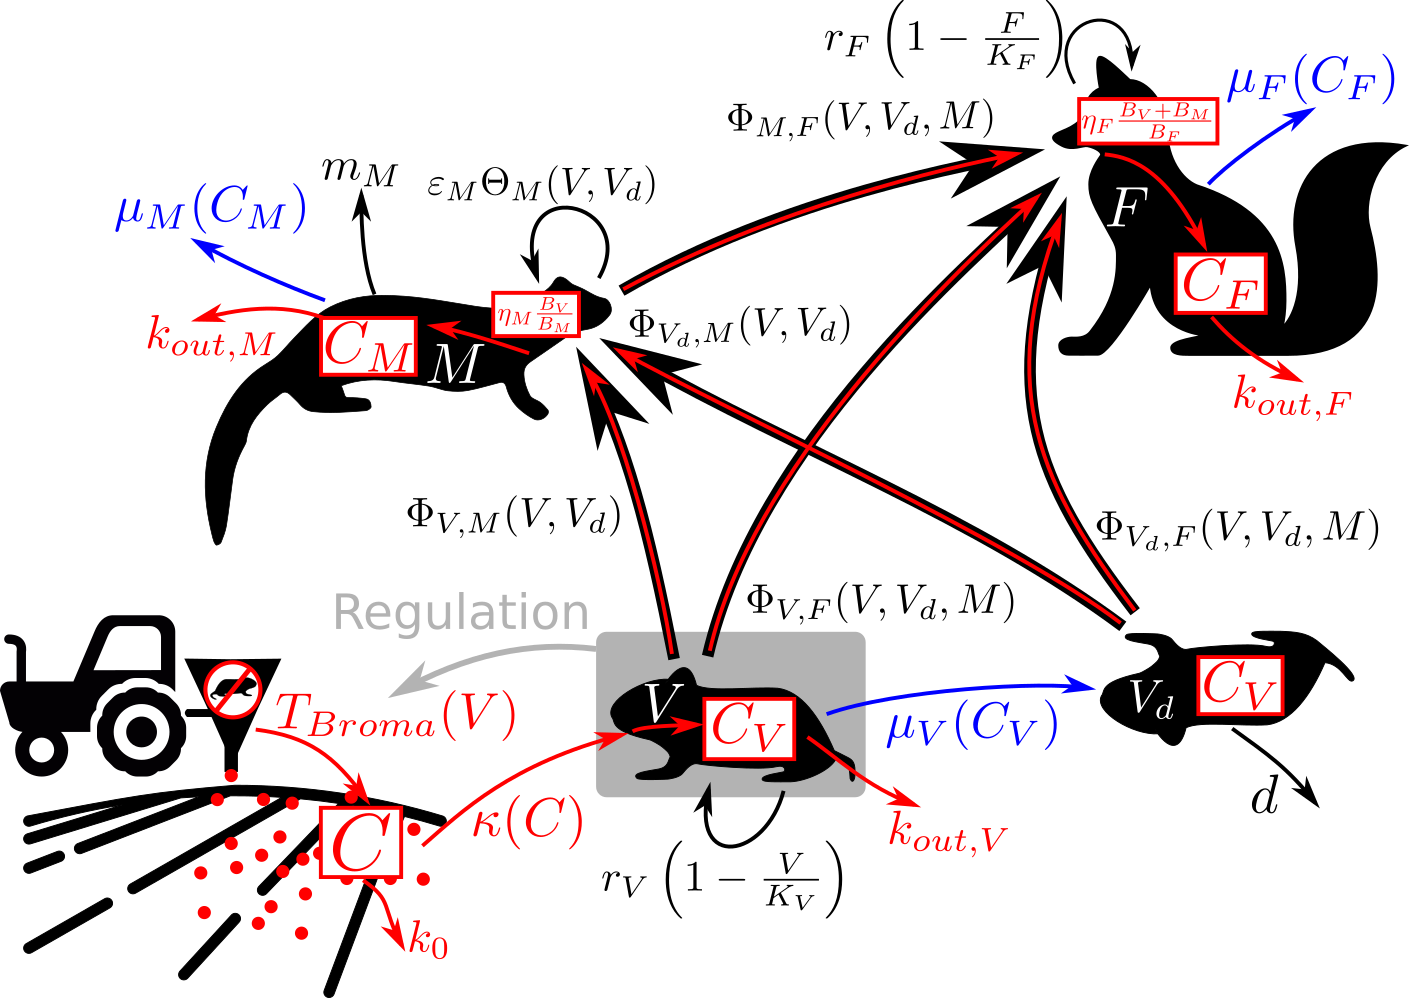 r_F (1 − F/K_F)
μ_F(C_F)
Φ_{M,F}(V, V_d, M)
η_F (B_V+B_M)/B_F
m_M
ε_M Θ_M(V, V_d)
μ_M(C_M)
F
C_F
η_M B_V/B_M
Φ_{V_d,M}(V, V_d)
k_{out,M}
C_M
M
k_{out,F}
Φ_{V,M}(V, V_d)
Φ_{V_d,F}(V, V_d, M)
Regulation
Φ_{V,F}(V, V_d, M)
T_{Broma}(V)
V
C_V
μ_V(C_V)
V_d
C_V
d
κ(C)
C
k_{out,V}
r_V (1 − V/K_V)
k_0